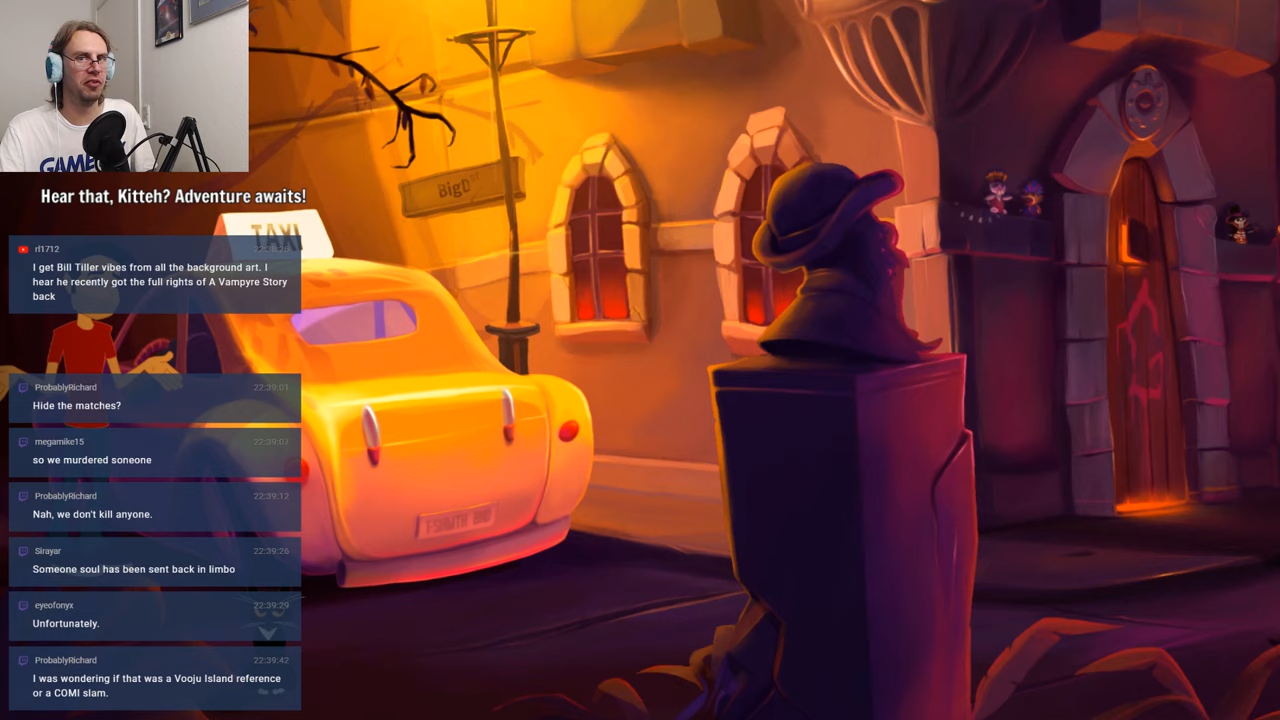 GAME
Hear that, Kitteh? Adventure awaits!
TAXI
BigD
rl1712
I get Bill Tiller vibes from all the background art. I
hear he recently got the full rights of A Vampyre Story
back
ProbablyRichard 22:39:01
Hide the matches?
megamike15 22:39:07
so we murdered soneone
ProbablyRichard 22:39:12
Nah, we don't kill anyone.
Sirayar 22:39:26
Someone soul has been sent back in limbo
eyeofonyx 22:39:29
Unfortunately.
ProbablyRichard 22:39:42
I was wondering if that was a Vooju Island reference
or a COMI slam.